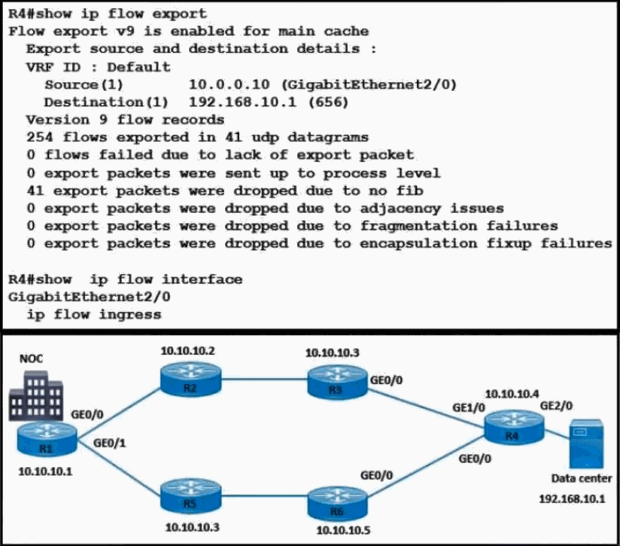 R4#show ip flow export
Flow export v9 is enabled for main cache
Export source and destination details :
VRF ID : Default
Source(1) 10.0.0.10 (GigabitEthernet2/0)
Destination(1) 192.168.10.1 (656)
Version 9 flow records
254 flows exported in 41 udp datagrams
0 flows failed due to lack of export packet
0 export packets were sent up to process level
41 export packets were dropped due to no fib
0 export packets were dropped due to adjacency issues
0 export packets were dropped due to fragmentation failures
0 export packets were dropped due to encapsulation fixup failures
R4#show ip flow interface
GigabitEthernet2/0
ip flow ingress
NOC
10.10.10.2
10.10.10.3
R2
R3
GE0/0
10.10.10.4
GE0/0
GE1/0
GE2/0
R1
GE0/1
R4
10.10.10.1
GE0/0
GE0/0
Data center
192.168.10.1
R5
R6
10.10.10.3
10.10.10.5